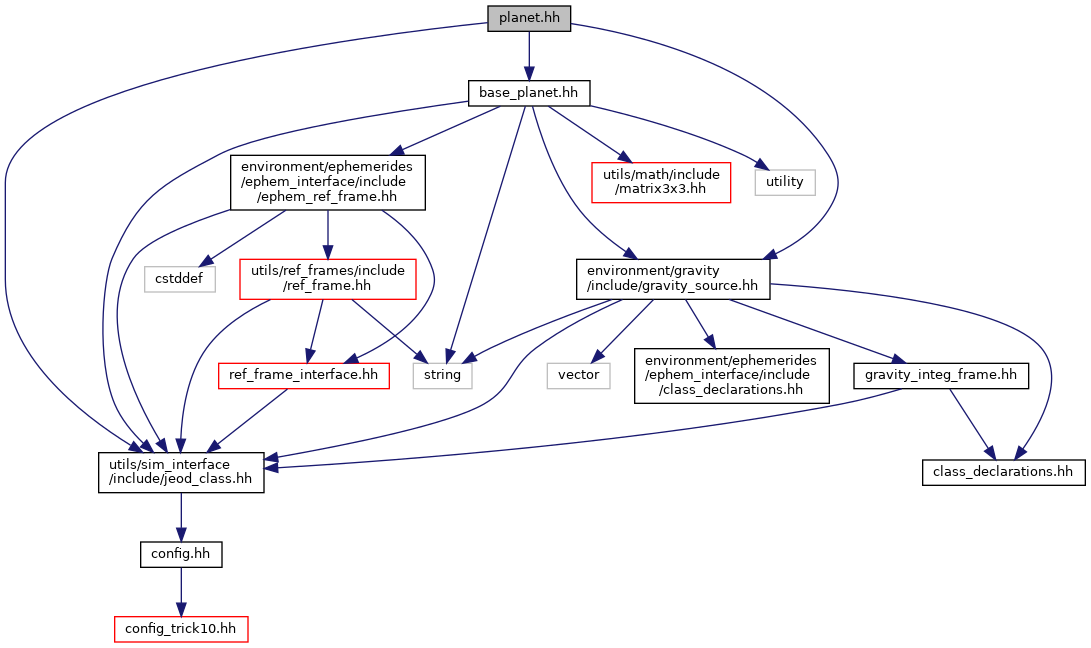 planet.hh
base_planet.hh
environment/ephemerides
/ephem_interface/include
/ephem_ref_frame.hh
utils/math/include
/matrix3x3.hh
utility
cstddef
utils/ref_frames/include
/ref_frame.hh
environment/gravity
/include/gravity_source.hh
ref_frame_interface.hh
string
vector
environment/ephemerides
/ephem_interface/include
/class_declarations.hh
gravity_integ_frame.hh
utils/sim_interface
/include/jeod_class.hh
class_declarations.hh
config.hh
config_trick10.hh